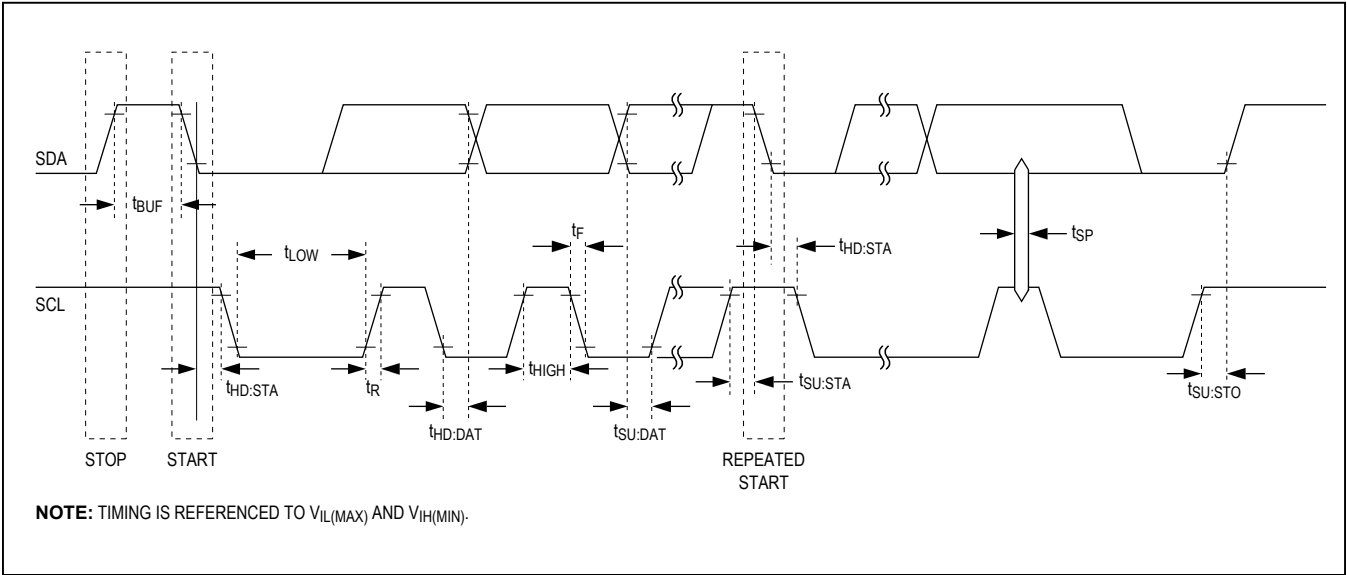 SDA
tBUF
tLOW
tF
tHD:STA
tSP
SCL
tHD:STA
tR
tHD:DAT
tHIGH
tSU:DAT
tSU:STA
tSU:STO
STOP
START
REPEATED
START
NOTE: TIMING IS REFERENCED TO VIL(MAX) AND VIH(MIN).